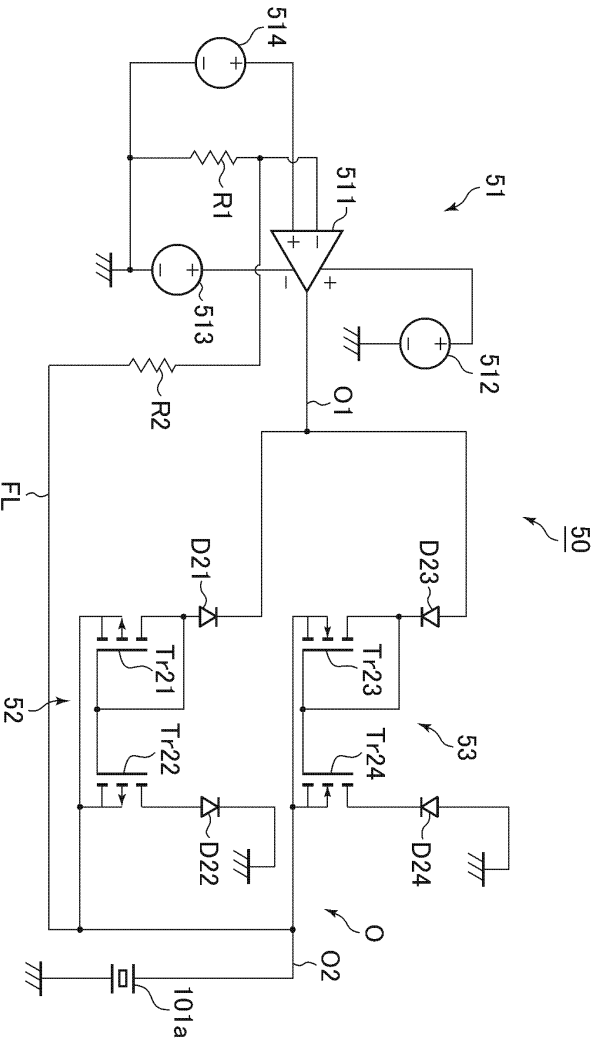 50
51
512
+
−
53
D23
D24
Tr23
Tr24
O
511
−
+
+
−
O1
O2
514
+
−
R1
513
+
−
R2
D21
D22
Tr21
Tr22
101a
52
FL